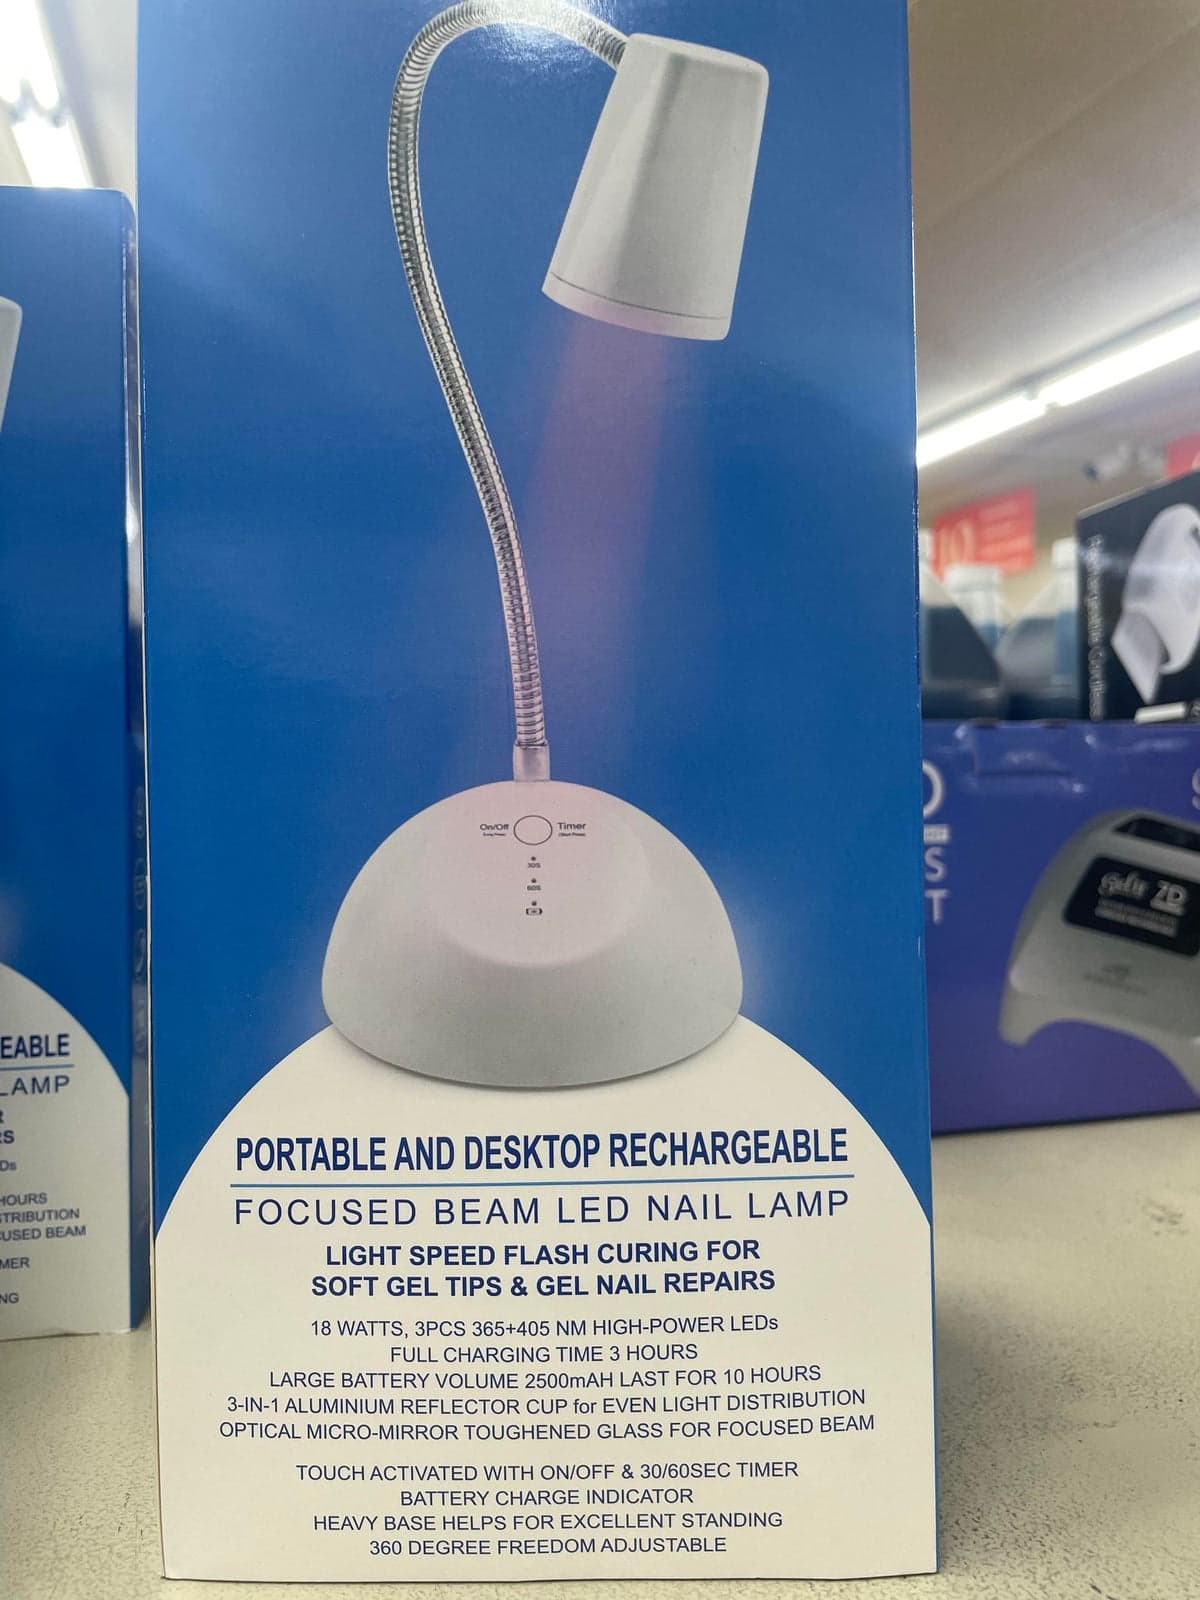 On/Off
Timer
30S
60S
PORTABLE AND DESKTOP RECHARGEABLE
FOCUSED BEAM LED NAIL LAMP
LIGHT SPEED FLASH CURING FOR
SOFT GEL TIPS & GEL NAIL REPAIRS
18 WATTS, 3PCS 365+405 NM HIGH-POWER LEDs
FULL CHARGING TIME 3 HOURS
LARGE BATTERY VOLUME 2500mAH LAST FOR 10 HOURS
3-IN-1 ALUMINIUM REFLECTOR CUP for EVEN LIGHT DISTRIBUTION
OPTICAL MICRO-MIRROR TOUGHENED GLASS FOR FOCUSED BEAM
TOUCH ACTIVATED WITH ON/OFF & 30/60SEC TIMER
BATTERY CHARGE INDICATOR
HEAVY BASE HELPS FOR EXCELLENT STANDING
360 DEGREE FREEDOM ADJUSTABLE
EABLE
LAMP
HOURS
TRIBUTION
USED BEAM
MER
NG